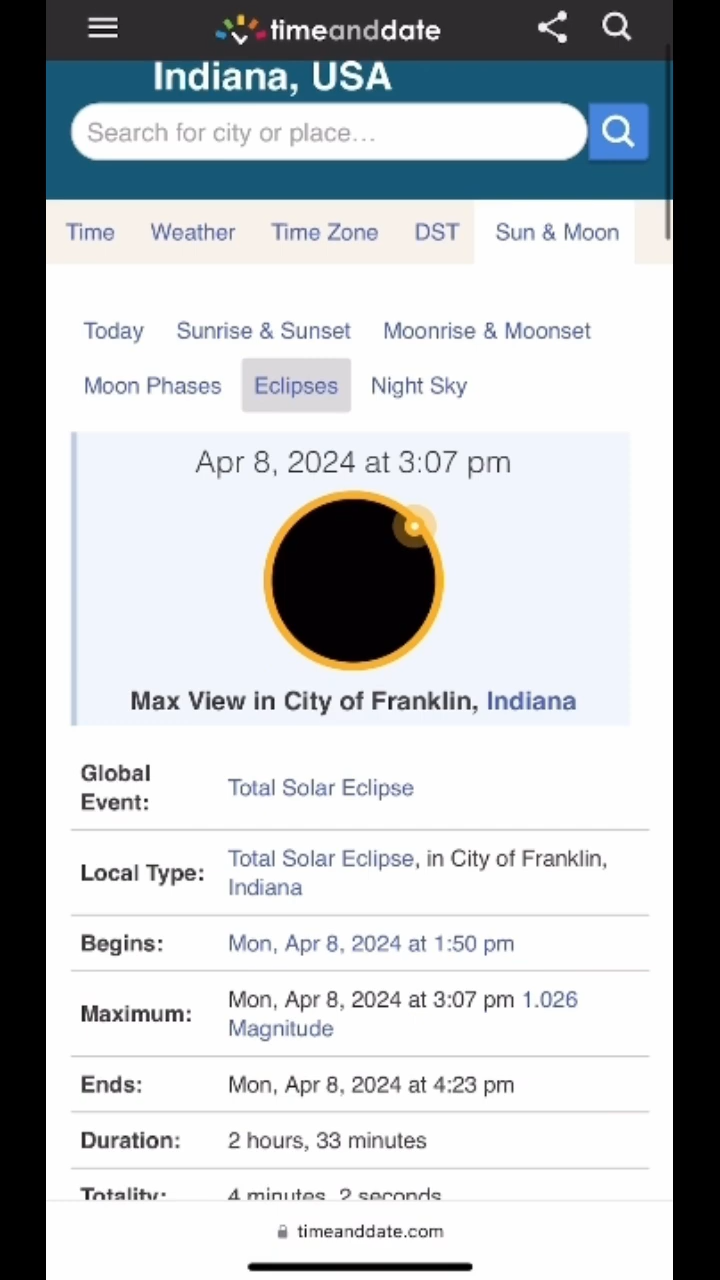 timeanddate
Indiana, USA
Search for city or place...
Time Weather Time Zone DST Sun & Moon
Today Sunrise & Sunset Moonrise & Moonset
Moon Phases Eclipses Night Sky
Apr 8, 2024 at 3:07 pm
Max View in City of Franklin, Indiana
Global
Event:
Total Solar Eclipse
Local Type:
Total Solar Eclipse, in City of Franklin,
Indiana
Begins: Mon, Apr 8, 2024 at 1:50 pm
Maximum:
Mon, Apr 8, 2024 at 3:07 pm 1.026
Magnitude
Ends: Mon, Apr 8, 2024 at 4:23 pm
Duration: 2 hours, 33 minutes
Totality: 4 minutes, 2 seconds
timeanddate.com